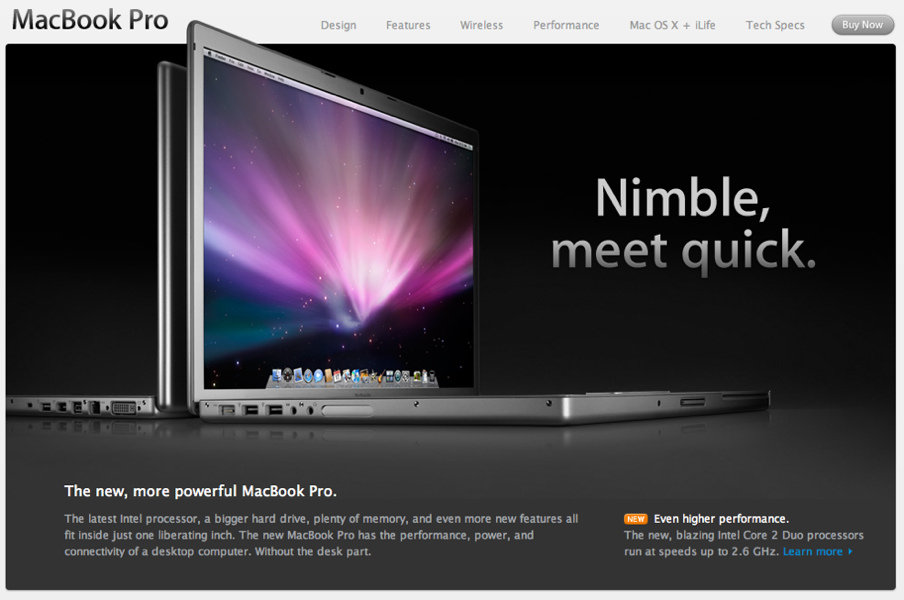 MacBook Pro
Design Features Wireless Performance Mac OS X + iLife Tech Specs Buy Now
Nimble,
meet quick.
The new, more powerful MacBook Pro.
The latest Intel processor, a bigger hard drive, plenty of memory, and even more new features all
fit inside just one liberating inch. The new MacBook Pro has the performance, power, and
connectivity of a desktop computer. Without the desk part.
NEW Even higher performance.
The new, blazing Intel Core 2 Duo processors
run at speeds up to 2.6 GHz. Learn more